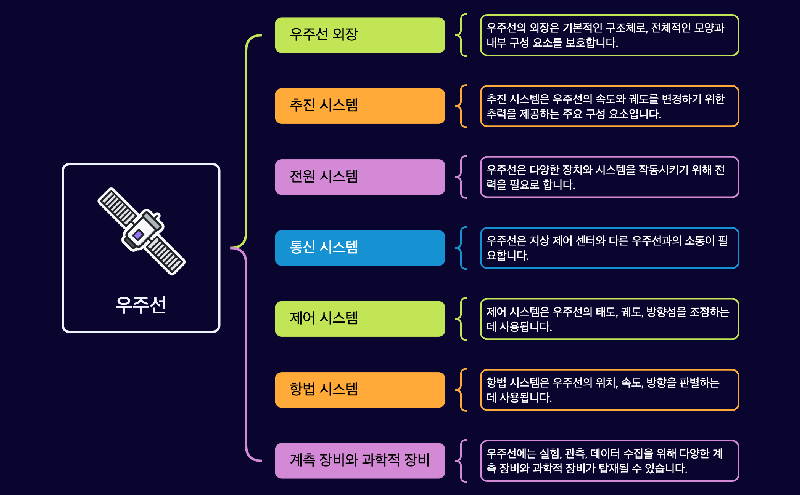 우주선
우주선 외장
우주선의 외장은 기본적인 구조체로, 전체적인 모양과
내부 구성 요소를 보호합니다.
추진 시스템
추진 시스템은 우주선의 속도와 궤도를 변경하기 위한
추력을 제공하는 주요 구성 요소입니다.
전원 시스템
우주선은 다양한 장치와 시스템을 작동시키기 위해 전
력을 필요로 합니다.
통신 시스템
우주선은 지상 제어 센터와 다른 우주선과의 소통이 필
요합니다.
제어 시스템
제어 시스템은 우주선의 태도, 궤도, 방향성을 조정하는
데 사용됩니다.
항법 시스템
항법 시스템은 우주선의 위치, 속도, 방향을 판별하는
데 사용됩니다.
계측 장비와 과학적 장비
우주선에는 실험, 관측, 데이터 수집을 위해 다양한 계
측 장비와 과학적 장비가 탑재될 수 있습니다.